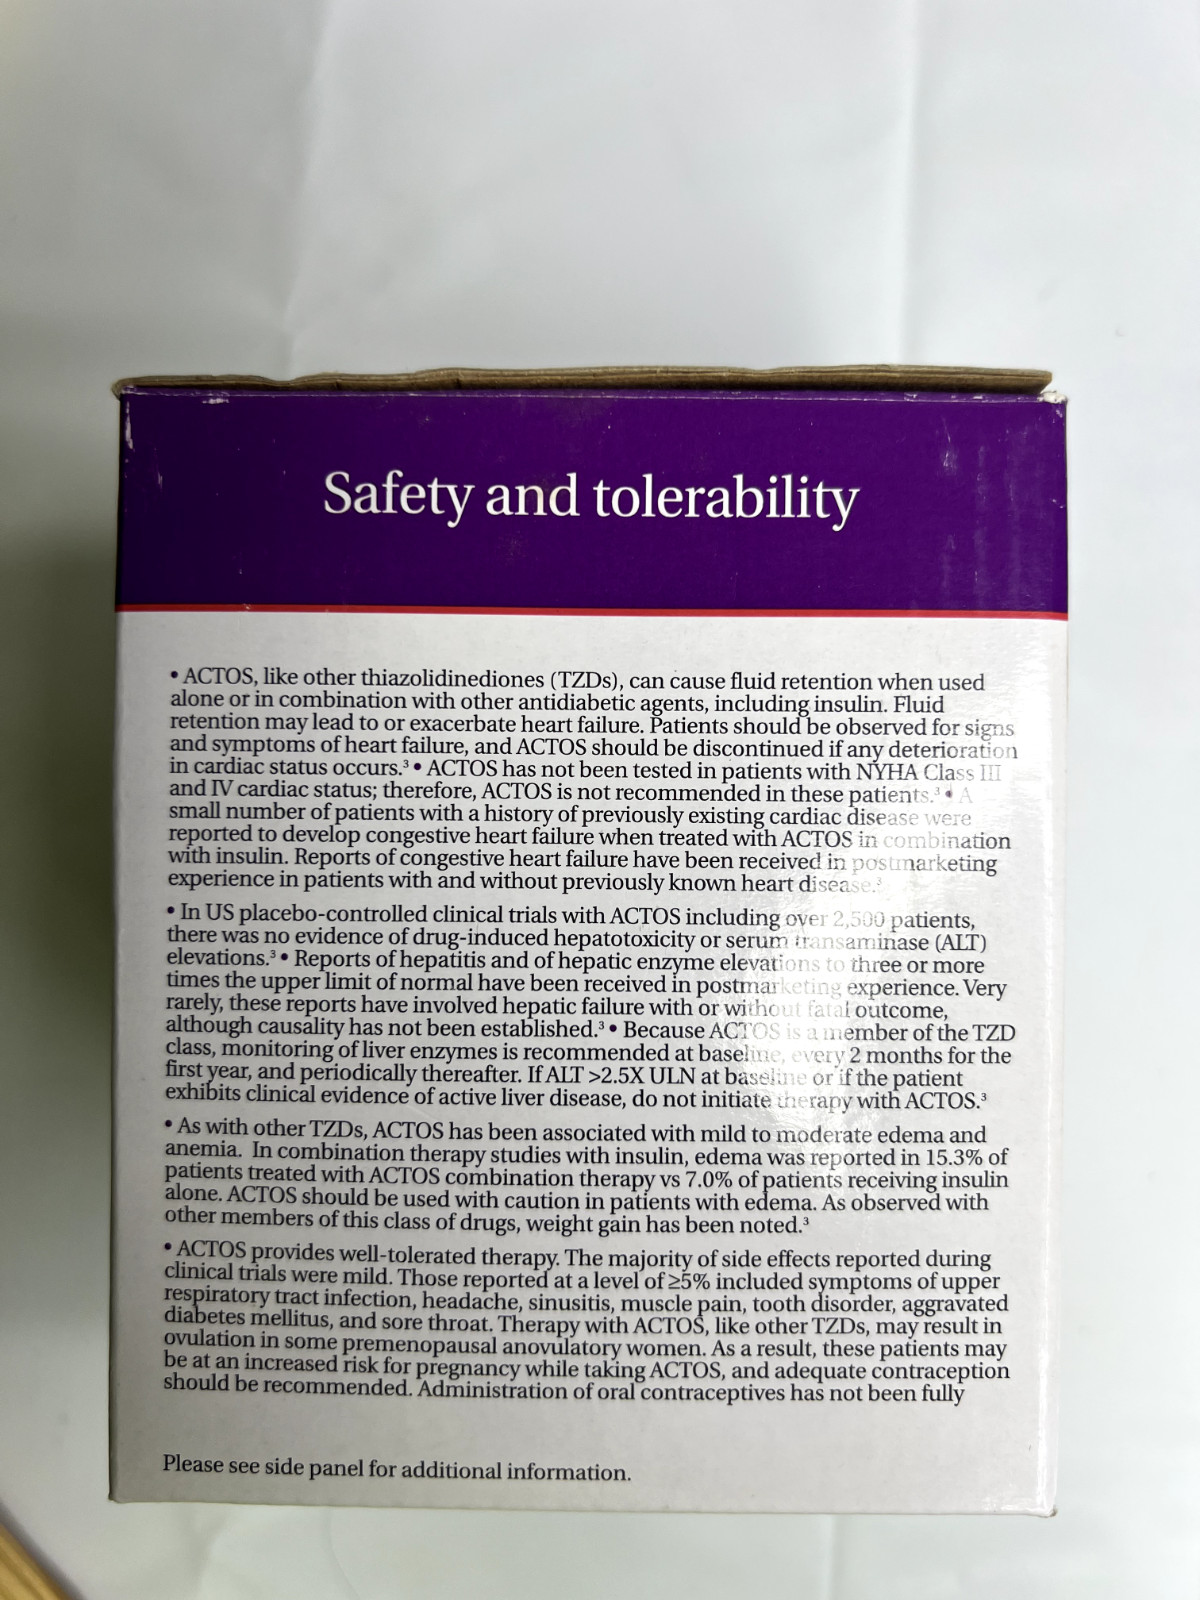 Safety and tolerability
• ACTOS, like other thiazolidinediones (TZDs), can cause fluid retention when used
alone or in combination with other antidiabetic agents, including insulin. Fluid
retention may lead to or exacerbate heart failure. Patients should be observed for signs
and symptoms of heart failure, and ACTOS should be discontinued if any deterioration
in cardiac status occurs.³ • ACTOS has not been tested in patients with NYHA Class III
and IV cardiac status; therefore, ACTOS is not recommended in these patients.³ • A
small number of patients with a history of previously existing cardiac disease were
reported to develop congestive heart failure when treated with ACTOS in combination
with insulin. Reports of congestive heart failure have been received in postmarketing
experience in patients with and without previously known heart disease.³
• In US placebo-controlled clinical trials with ACTOS including over 2,500 patients,
there was no evidence of drug-induced hepatotoxicity or serum transaminase (ALT)
elevations.³ • Reports of hepatitis and of hepatic enzyme elevations to three or more
times the upper limit of normal have been received in postmarketing experience. Very
rarely, these reports have involved hepatic failure with or without fatal outcome,
although causality has not been established.³ • Because ACTOS is a member of the TZD
class, monitoring of liver enzymes is recommended at baseline, every 2 months for the
first year, and periodically thereafter. If ALT >2.5X ULN at baseline or if the patient
exhibits clinical evidence of active liver disease, do not initiate therapy with ACTOS.³
• As with other TZDs, ACTOS has been associated with mild to moderate edema and
anemia. In combination therapy studies with insulin, edema was reported in 15.3% of
patients treated with ACTOS combination therapy vs 7.0% of patients receiving insulin
alone. ACTOS should be used with caution in patients with edema. As observed with
other members of this class of drugs, weight gain has been noted.³
• ACTOS provides well-tolerated therapy. The majority of side effects reported during
clinical trials were mild. Those reported at a level of ≥5% included symptoms of upper
respiratory tract infection, headache, sinusitis, muscle pain, tooth disorder, aggravated
diabetes mellitus, and sore throat. Therapy with ACTOS, like other TZDs, may result in
ovulation in some premenopausal anovulatory women. As a result, these patients may
be at an increased risk for pregnancy while taking ACTOS, and adequate contraception
should be recommended. Administration of oral contraceptives has not been fully
Please see side panel for additional information.